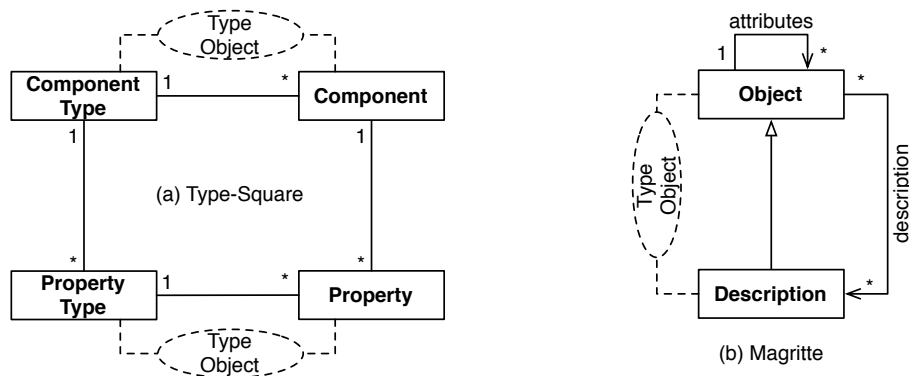 Type
Object
Component
Type
1
*
Component
1
1
(a) Type-Square
*
*
Property
Type
1
*
Property
Type
Object
attributes
1
*
Object
*
Type
Object
description
*
Description
(b) Magritte